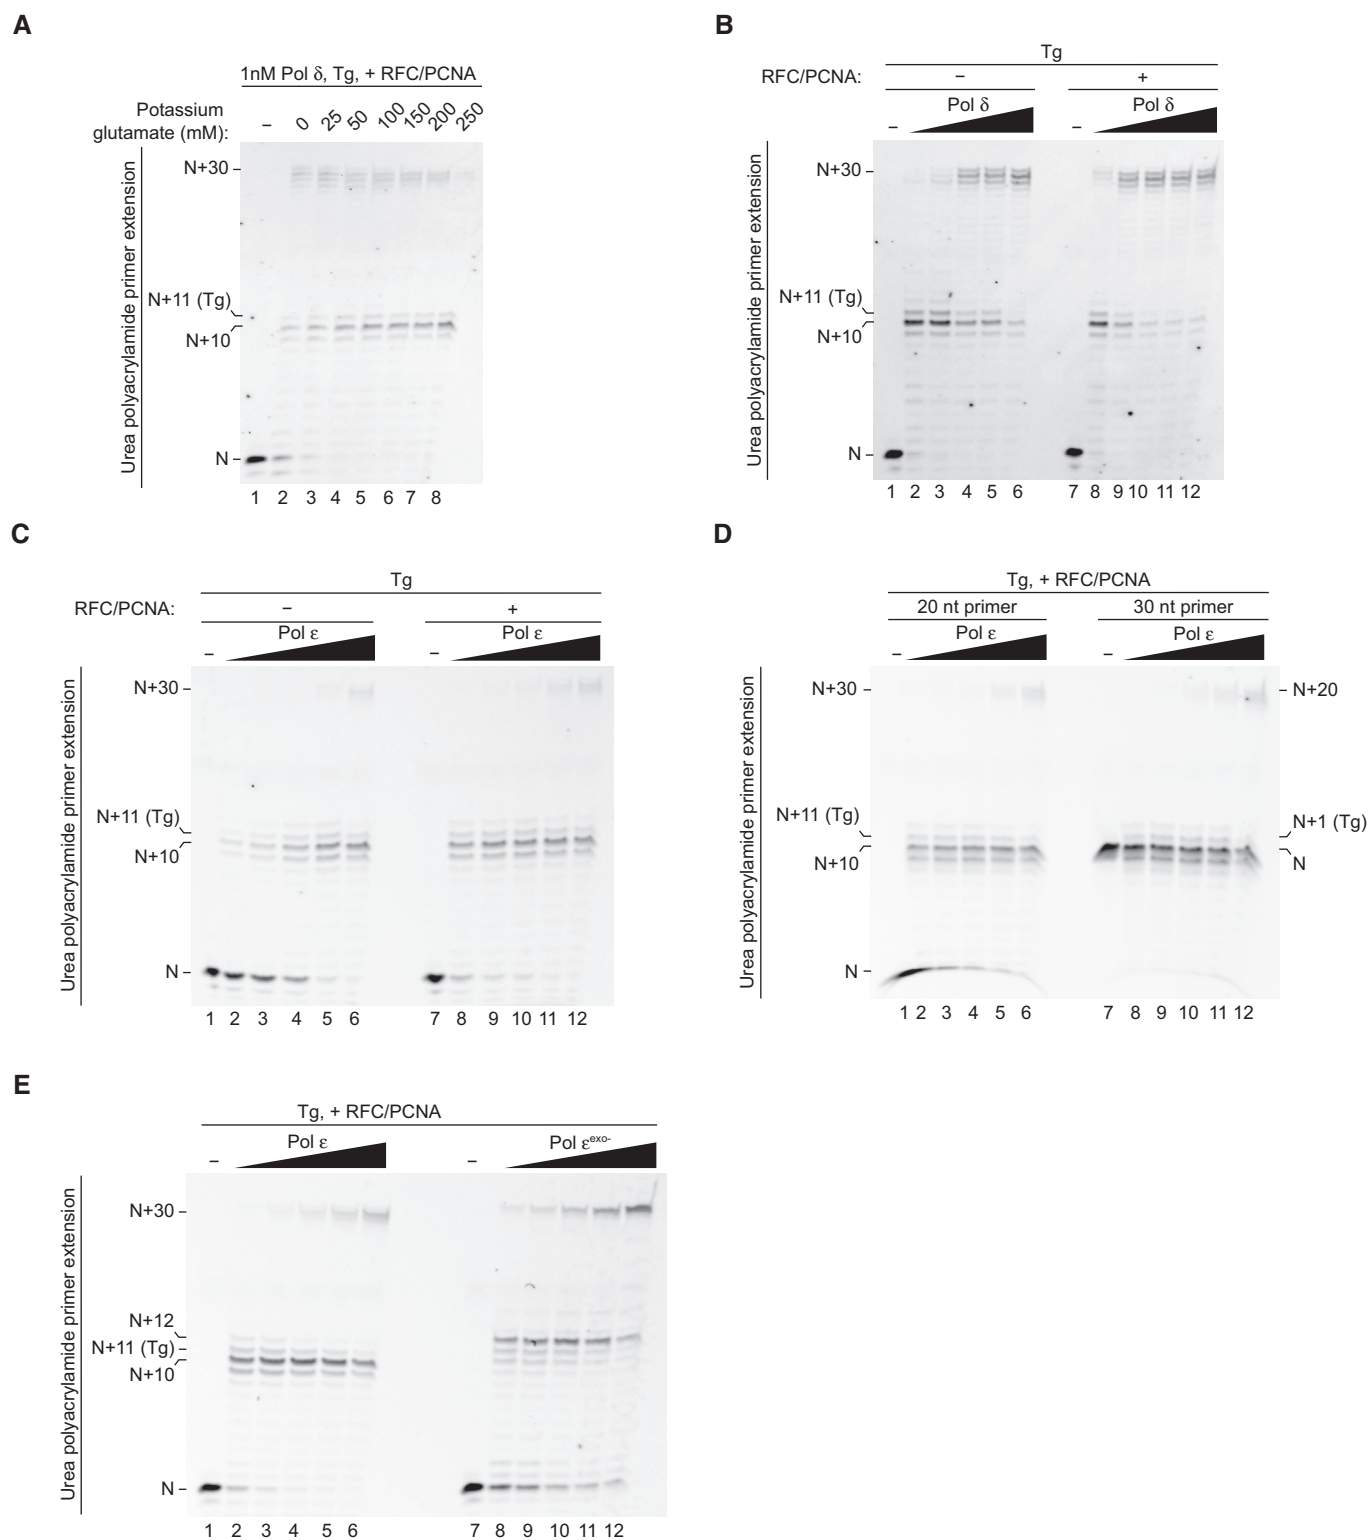 A
1nM Pol δ, Tg, + RFC/PCNA
Potassium
glutamate (mM):
– 0 25 50 100 150 200 250
Urea polyacrylamide primer extension
N+30
N+11 (Tg)
N+10
N
1 2 3 4 5 6 7 8
B
Tg
RFC/PCNA: – +
Pol δ Pol δ
– –
Urea polyacrylamide primer extension
N+30
N+11 (Tg)
N+10
N
1 2 3 4 5 6 7 8 9 10 11 12
C
Tg
RFC/PCNA: – +
Pol ε Pol ε
– –
Urea polyacrylamide primer extension
N+30
N+11 (Tg)
N+10
N
1 2 3 4 5 6 7 8 9 10 11 12
D
Tg, + RFC/PCNA
20 nt primer 30 nt primer
Pol ε Pol ε
– –
Urea polyacrylamide primer extension
N+30 N+20
N+11 (Tg) N+1 (Tg)
N+10 N
N
1 2 3 4 5 6 7 8 9 10 11 12
E
Tg, + RFC/PCNA
Pol ε Pol εexo-
– –
Urea polyacrylamide primer extension
N+30
N+12
N+11 (Tg)
N+10
N
1 2 3 4 5 6 7 8 9 10 11 12